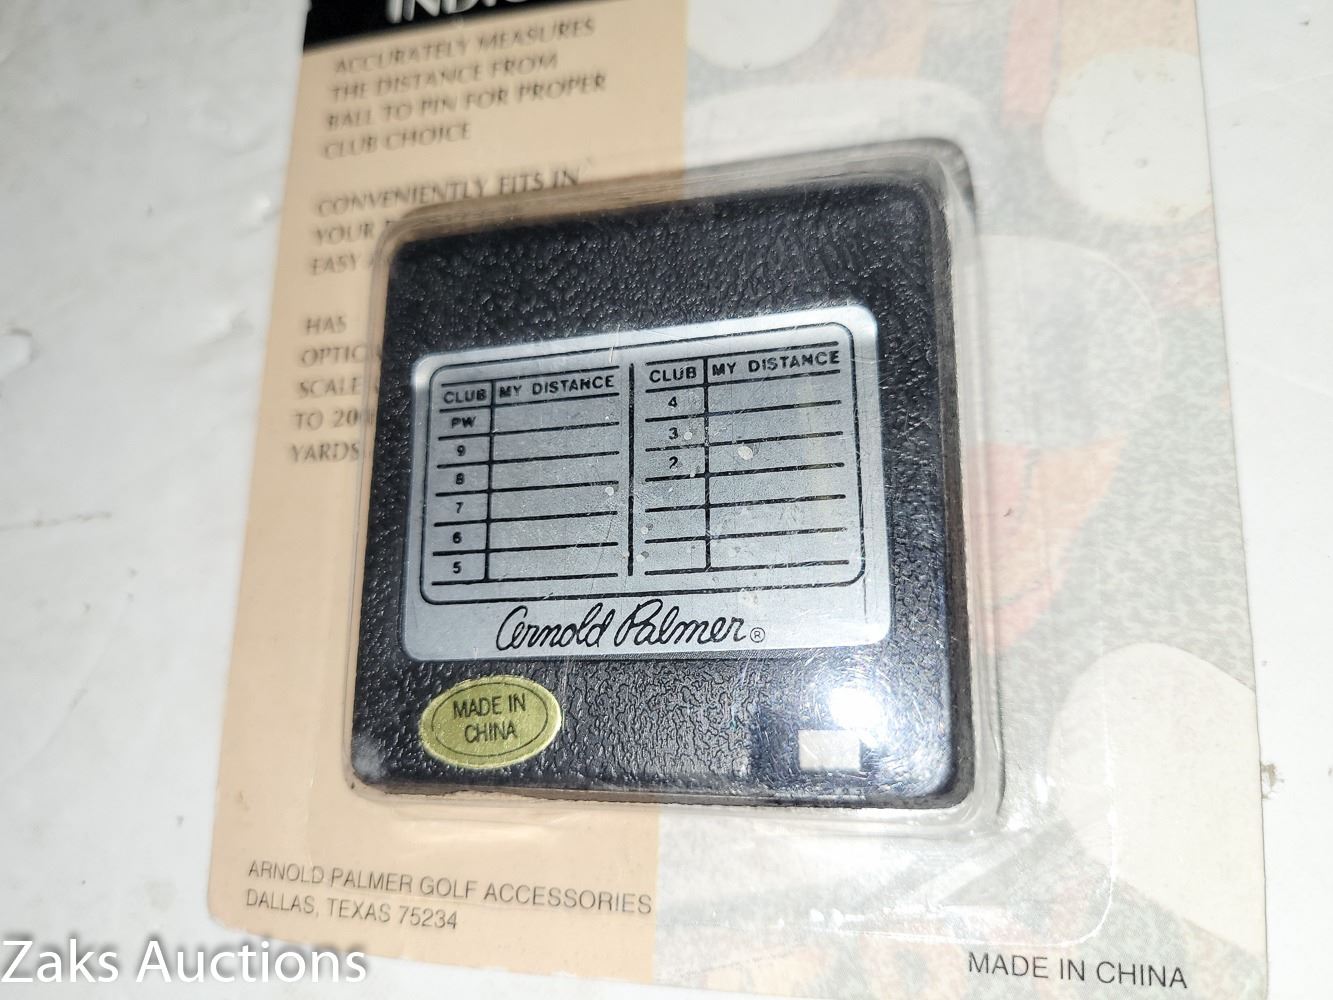 ACCURATELY MEASURES
THE DISTANCE FROM
BALL TO PIN FOR PROPER
CLUB CHOICE
CONVENIENTLY FITS IN
YOUR
EASY
HAS
OPTIC
SCALE
TO 200
YARDS
CLUB MY DISTANCE CLUB MY DISTANCE
PW 4
9 3
8 2
7
6
5
Arnold Palmer®
MADE IN
CHINA
ARNOLD PALMER GOLF ACCESSORIES
DALLAS, TEXAS 75234
MADE IN CHINA
Zaks Auctions